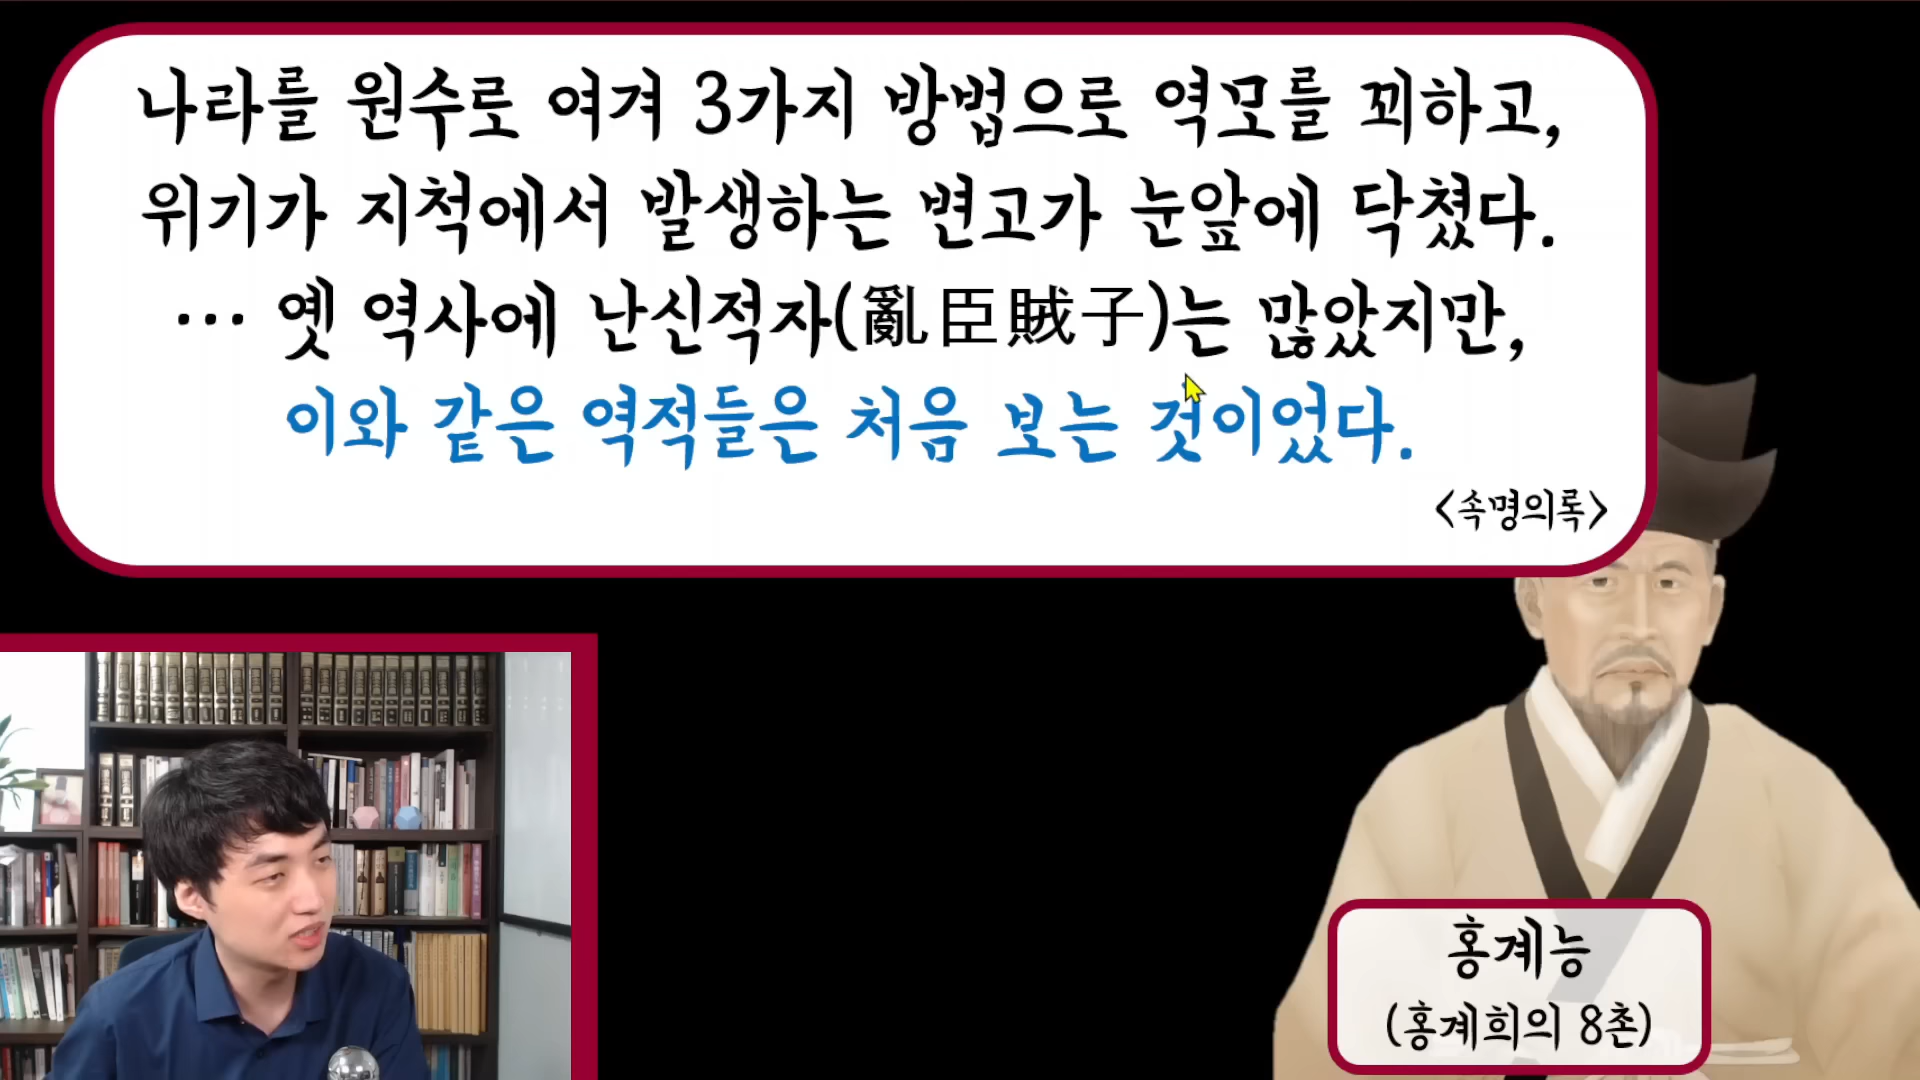 나라를 원수로 여겨 3가지 방법으로 역모를 꾀하고,
위기가 지척에서 발생하는 변고가 눈앞에 닥쳤다.
… 옛 역사에 난신적자(亂臣賊子)는 많았지만,
이와 같은 역적들은 처음 보는 것이었다.
<속명의록>
홍계능
(홍계희의 8촌)